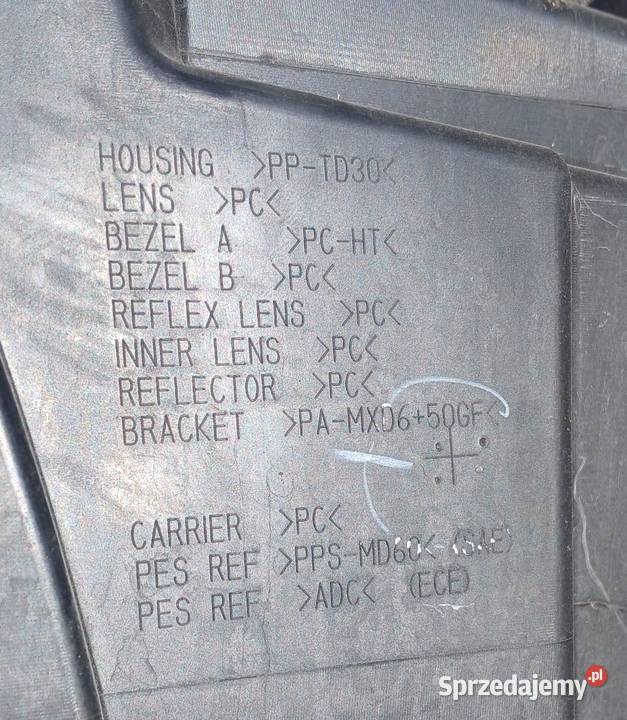 HOUSING >PP-TD30<
LENS >PC<
BEZEL A >PC-HT<
BEZEL B >PC<
REFLEX LENS >PC<
INNER LENS >PC<
REFLECTOR >PC<
BRACKET >PA-MXD6+50GF<
CARRIER >PC<
PES REF >PPS-MD60< (SAE)
PES REF >ADC< (ECE)
Sprzedajemy.pl